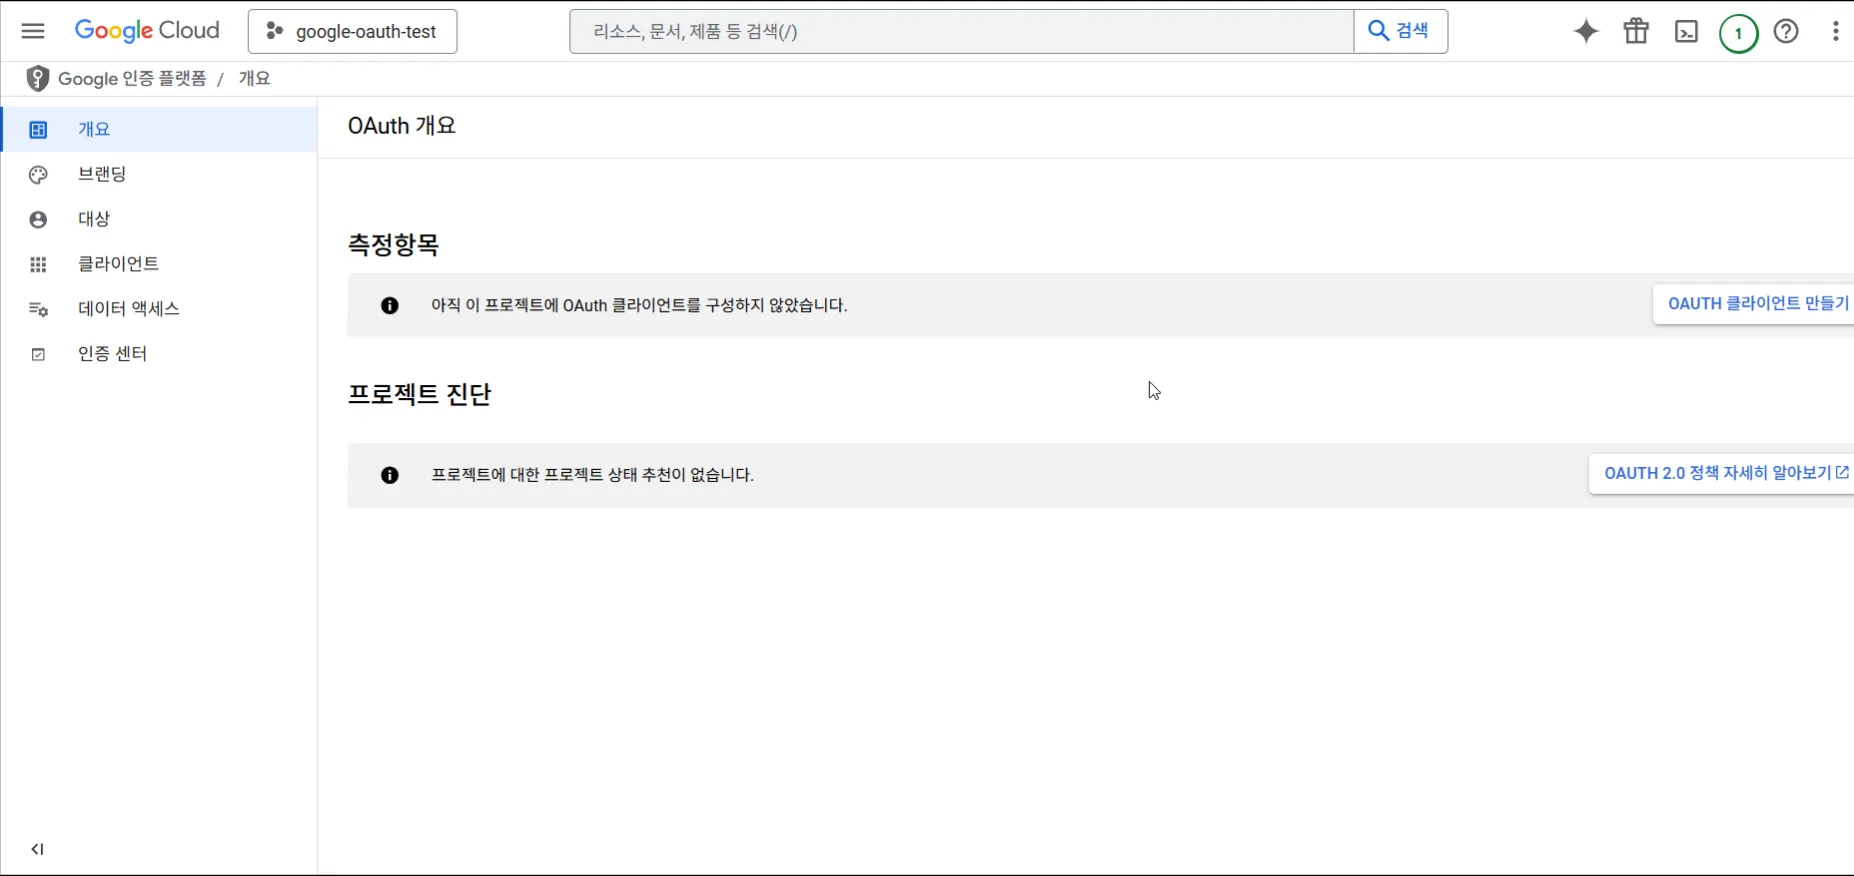 Google Cloud
google-oauth-test
리소스, 문서, 제품 등 검색(/)
검색
1
Google 인증 플랫폼 / 개요
개요
브랜딩
대상
클라이언트
데이터 액세스
인증 센터
OAuth 개요
측정항목
아직 이 프로젝트에 OAuth 클라이언트를 구성하지 않았습니다.
OAUTH 클라이언트 만들기
프로젝트 진단
프로젝트에 대한 프로젝트 상태 추천이 없습니다.
OAUTH 2.0 정책 자세히 알아보기